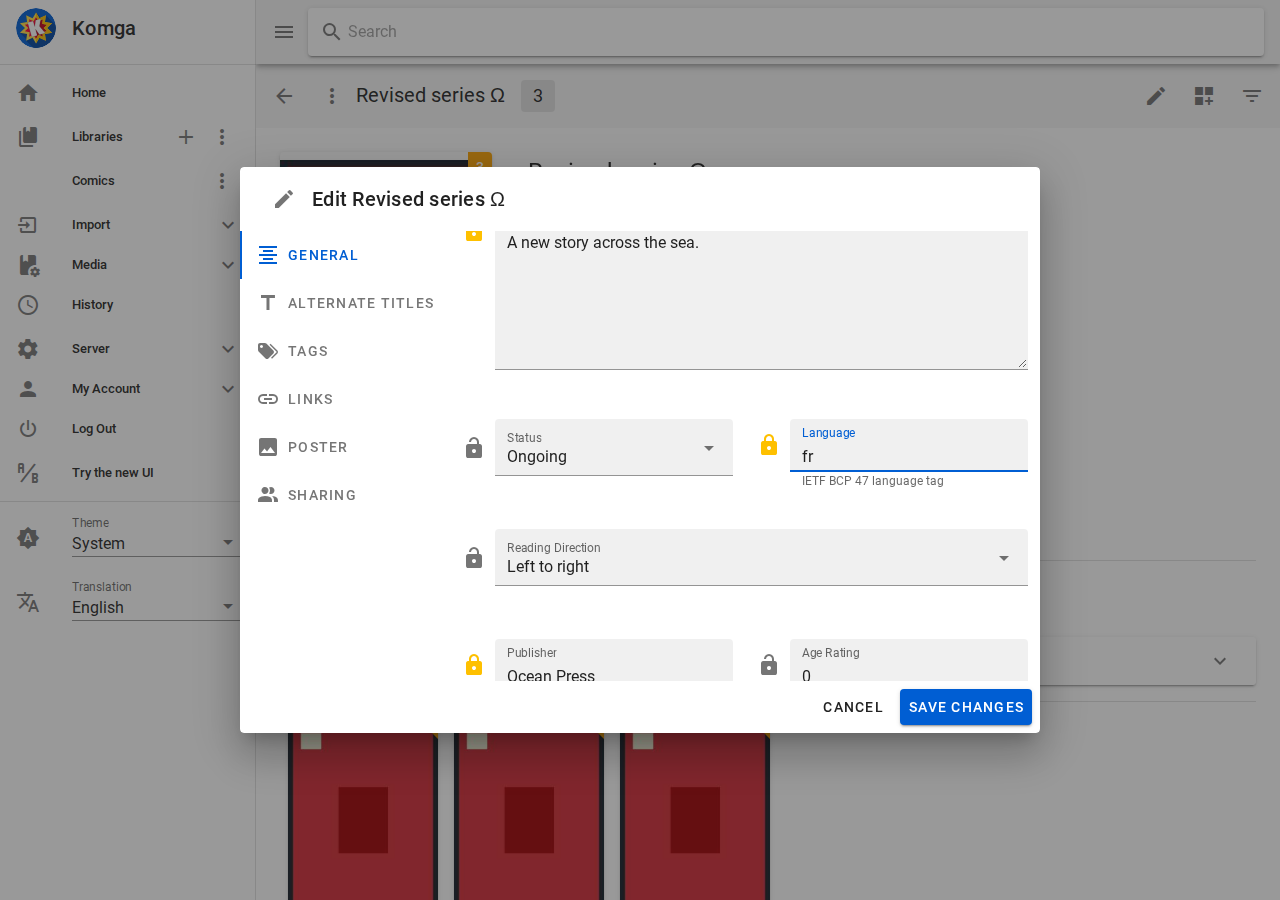 Komga
Search
Home
Libraries
Comics
Import
Media
History
Server
My Account
Log Out
Try the new UI
Theme
System
Translation
English
Revised series Ω
3
3
Revised series Ω
Edit Revised series Ω
GENERAL
ALTERNATE TITLES
TAGS
LINKS
POSTER
SHARING
A new story across the sea.
Status
Ongoing
Language
fr
IETF BCP 47 language tag
Reading Direction
Left to right
Publisher
Ocean Press
Age Rating
0
CANCEL
SAVE CHANGES